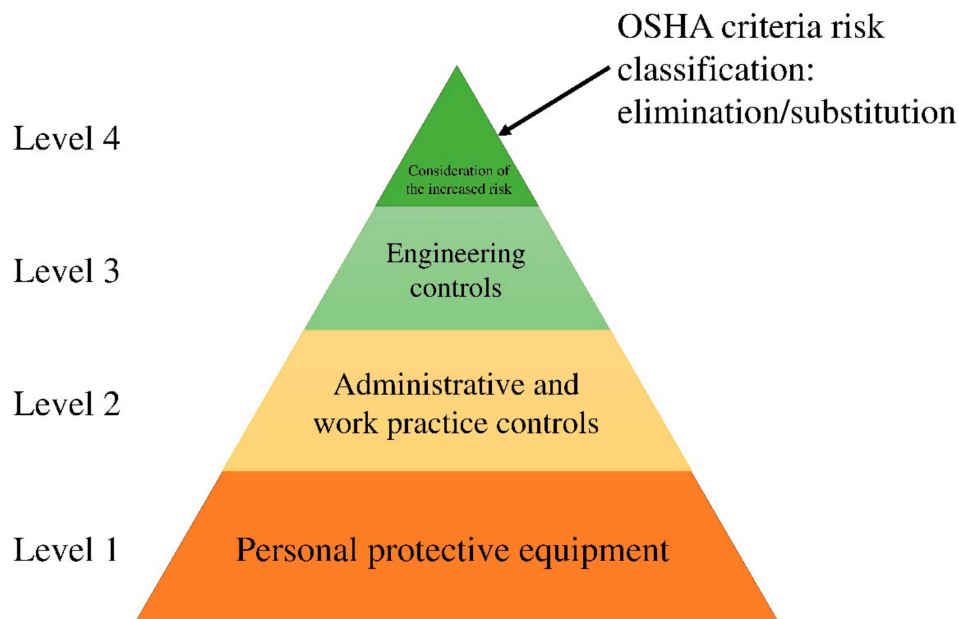 OSHA criteria risk
classification:
elimination/substitution
Level 4
Consideration of
the increased risk
Level 3
Engineering
controls
Level 2
Administrative and
work practice controls
Level 1
Personal protective equipment